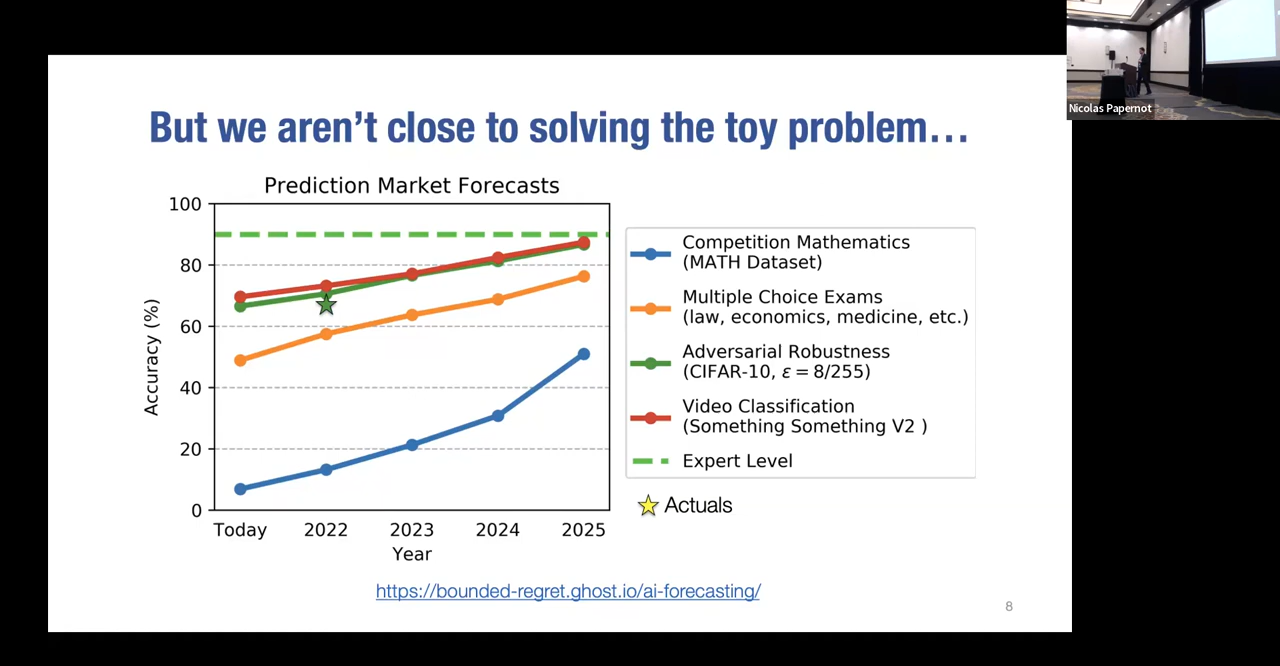 Nicolas Papernot
But we aren't close to solving the toy problem…
Prediction Market Forecasts
100
80
60
40
20
0
Accuracy (%)
Today 2022 2023 2024 2025
Year
Competition Mathematics
(MATH Dataset)
Multiple Choice Exams
(law, economics, medicine, etc.)
Adversarial Robustness
(CIFAR-10, ε = 8/255)
Video Classification
(Something Something V2 )
Expert Level
Actuals
https://bounded-regret.ghost.io/ai-forecasting/
8